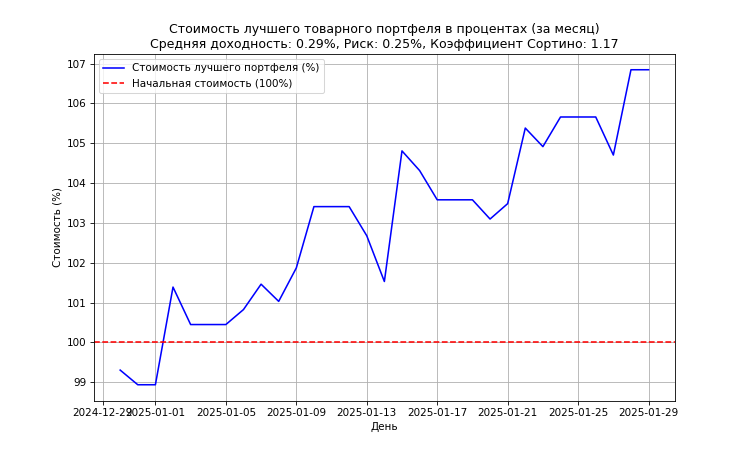 Стоимость лучшего товарного портфеля в процентах (за месяц)
Средняя доходность: 0.29%, Риск: 0.25%, Коэффициент Сортино: 1.17
Стоимость лучшего портфеля (%)
Начальная стоимость (100%)
Стоимость (%)
107
106
105
104
103
102
101
100
99
2024-12-29 2025-01-01 2025-01-05 2025-01-09 2025-01-13 2025-01-17 2025-01-21 2025-01-25 2025-01-29
День